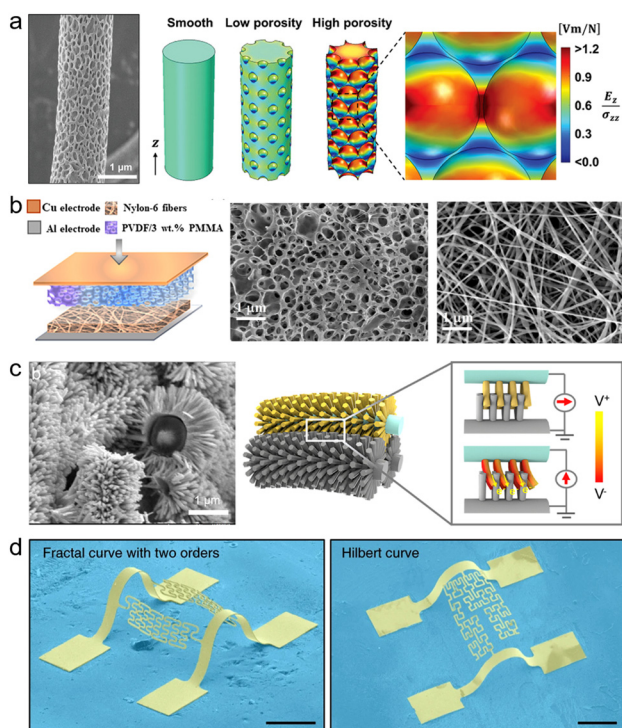 a
Smooth
Low porosity
High porosity
[Vm/N]
>1.2
0.9
0.6
0.3
<0.0
E_z
σ_zz
z
1 µm
b
Cu electrode
Nylon-6 fibers
Al electrode
PVDF/3 wt.% PMMA
1 µm
1 µm
c
b
1 µm
V+
V-
d
Fractal curve with two orders
Hilbert curve